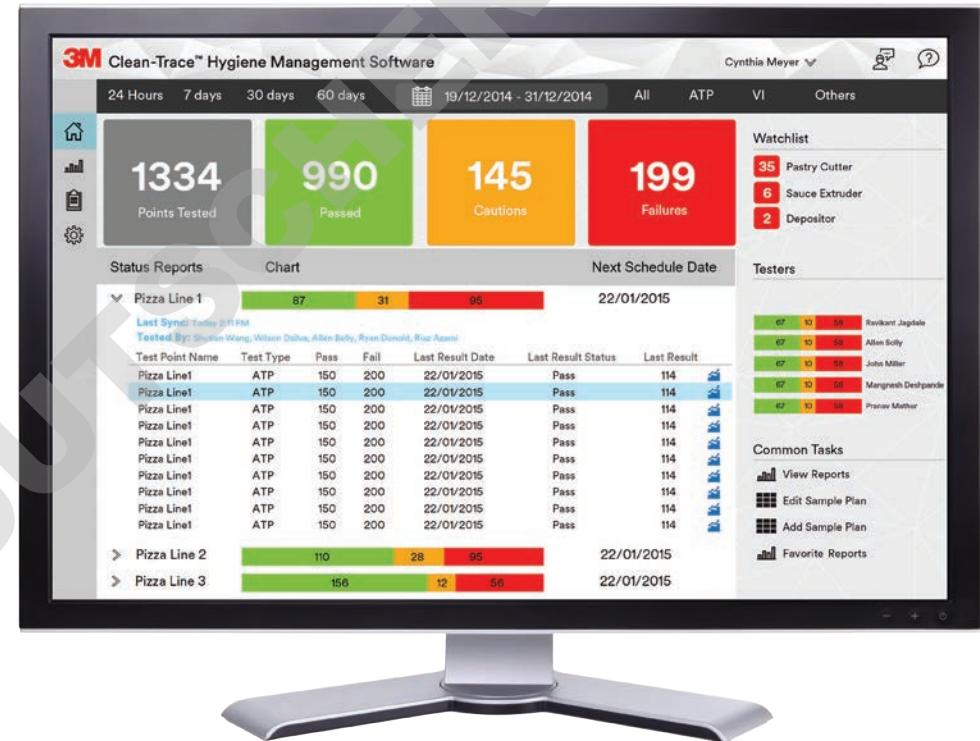 3M Clean-Trace™ Hygiene Management Software
Cynthia Meyer
24 Hours 7 days 30 days 60 days 19/12/2014 - 31/12/2014 All ATP VI Others
1334
Points Tested
990
Passed
145
Cautions
199
Failures
Watchlist
35 Pastry Cutter
6 Sauce Extruder
2 Depositor
Status Reports Chart Next Schedule Date
Pizza Line 1 87 31 95 22/01/2015
Last Sync: Today 2:11 PM
Tested By: Wang, Wilson Allen Ryan Riaz Azami
Test Point Name Test Type Pass Fail Last Result Date Last Result Status Last Result
Pizza Line1 ATP 150 200 22/01/2015 Pass 114
Pizza Line1 ATP 150 200 22/01/2015 Pass 114
Pizza Line1 ATP 150 200 22/01/2015 Pass 114
Pizza Line1 ATP 150 200 22/01/2015 Pass 114
Pizza Line1 ATP 150 200 22/01/2015 Pass 114
Pizza Line1 ATP 150 200 22/01/2015 Pass 114
Pizza Line1 ATP 150 200 22/01/2015 Pass 114
Pizza Line1 ATP 150 200 22/01/2015 Pass 114
Pizza Line1 ATP 150 200 22/01/2015 Pass 114
Pizza Line1 ATP 150 200 22/01/2015 Pass 114
Pizza Line 2 110 28 95 22/01/2015
Pizza Line 3 156 12 56 22/01/2015
Testers
67 10 58 Ravikant Jagdale
67 10 58 Allen Solly
67 10 58 John Miller
67 10 58 Mangnesh Deshpande
67 10 58 Pranav Mathur
Common Tasks
View Reports
Edit Sample Plan
Add Sample Plan
Favorite Reports